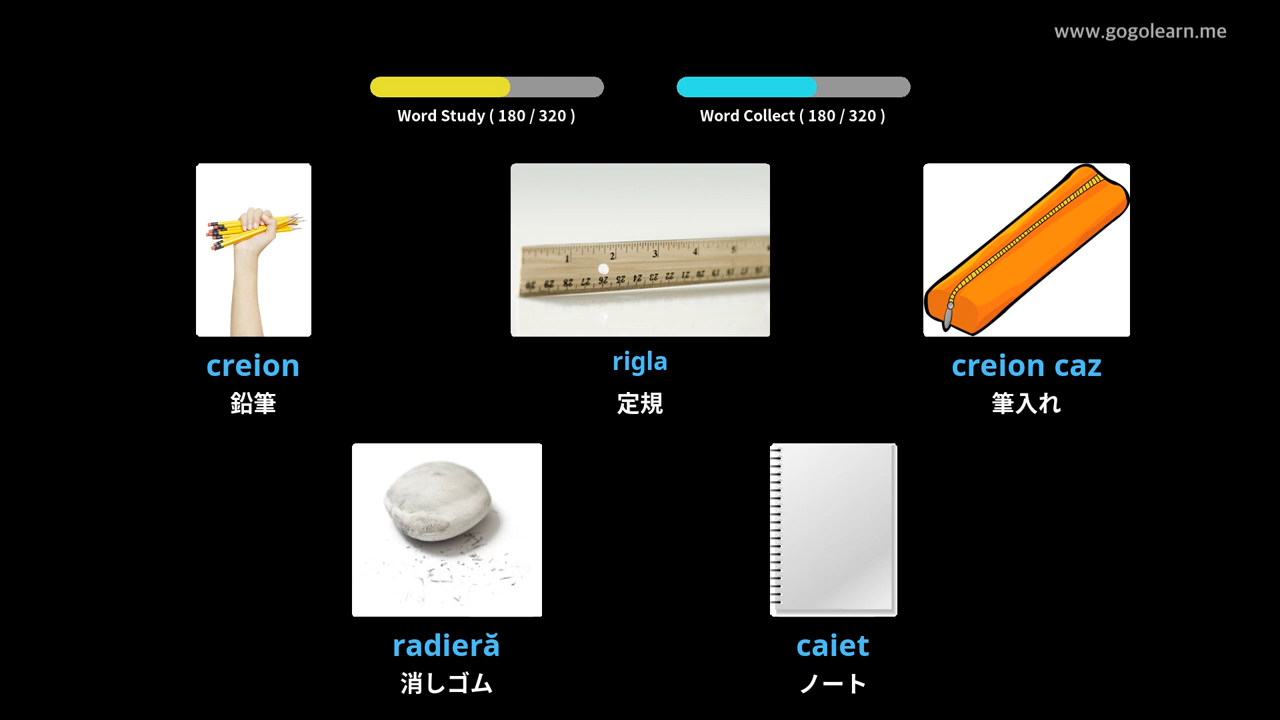 www.gogolearn.me
Word Study ( 180 / 320 )
Word Collect ( 180 / 320 )
creion
鉛筆
rigla
定規
creion caz
筆入れ
radieră
消しゴム
caiet
ノート